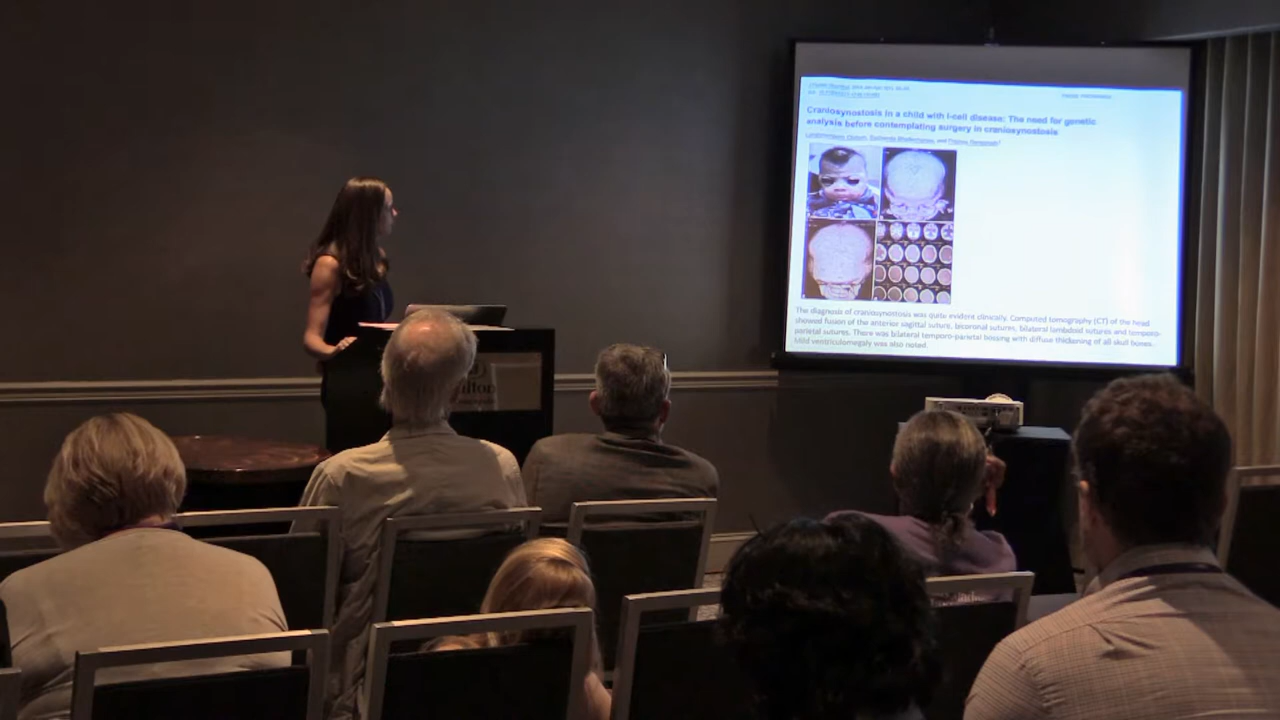 Craniosynostosis in a child with I-cell disease: The need for genetic
analysis before contemplating surgery in craniosynostosis
The diagnosis of craniosynostosis was quite evident clinically. Computed tomography (CT) of the head
showed fusion of the anterior sagittal suture, bicoronal sutures, bilateral lambdoid sutures and temporo-
parietal sutures. There was bilateral temporo-parietal bossing with diffuse thickening of all skull bones.
Mild ventriculomegaly was also noted.